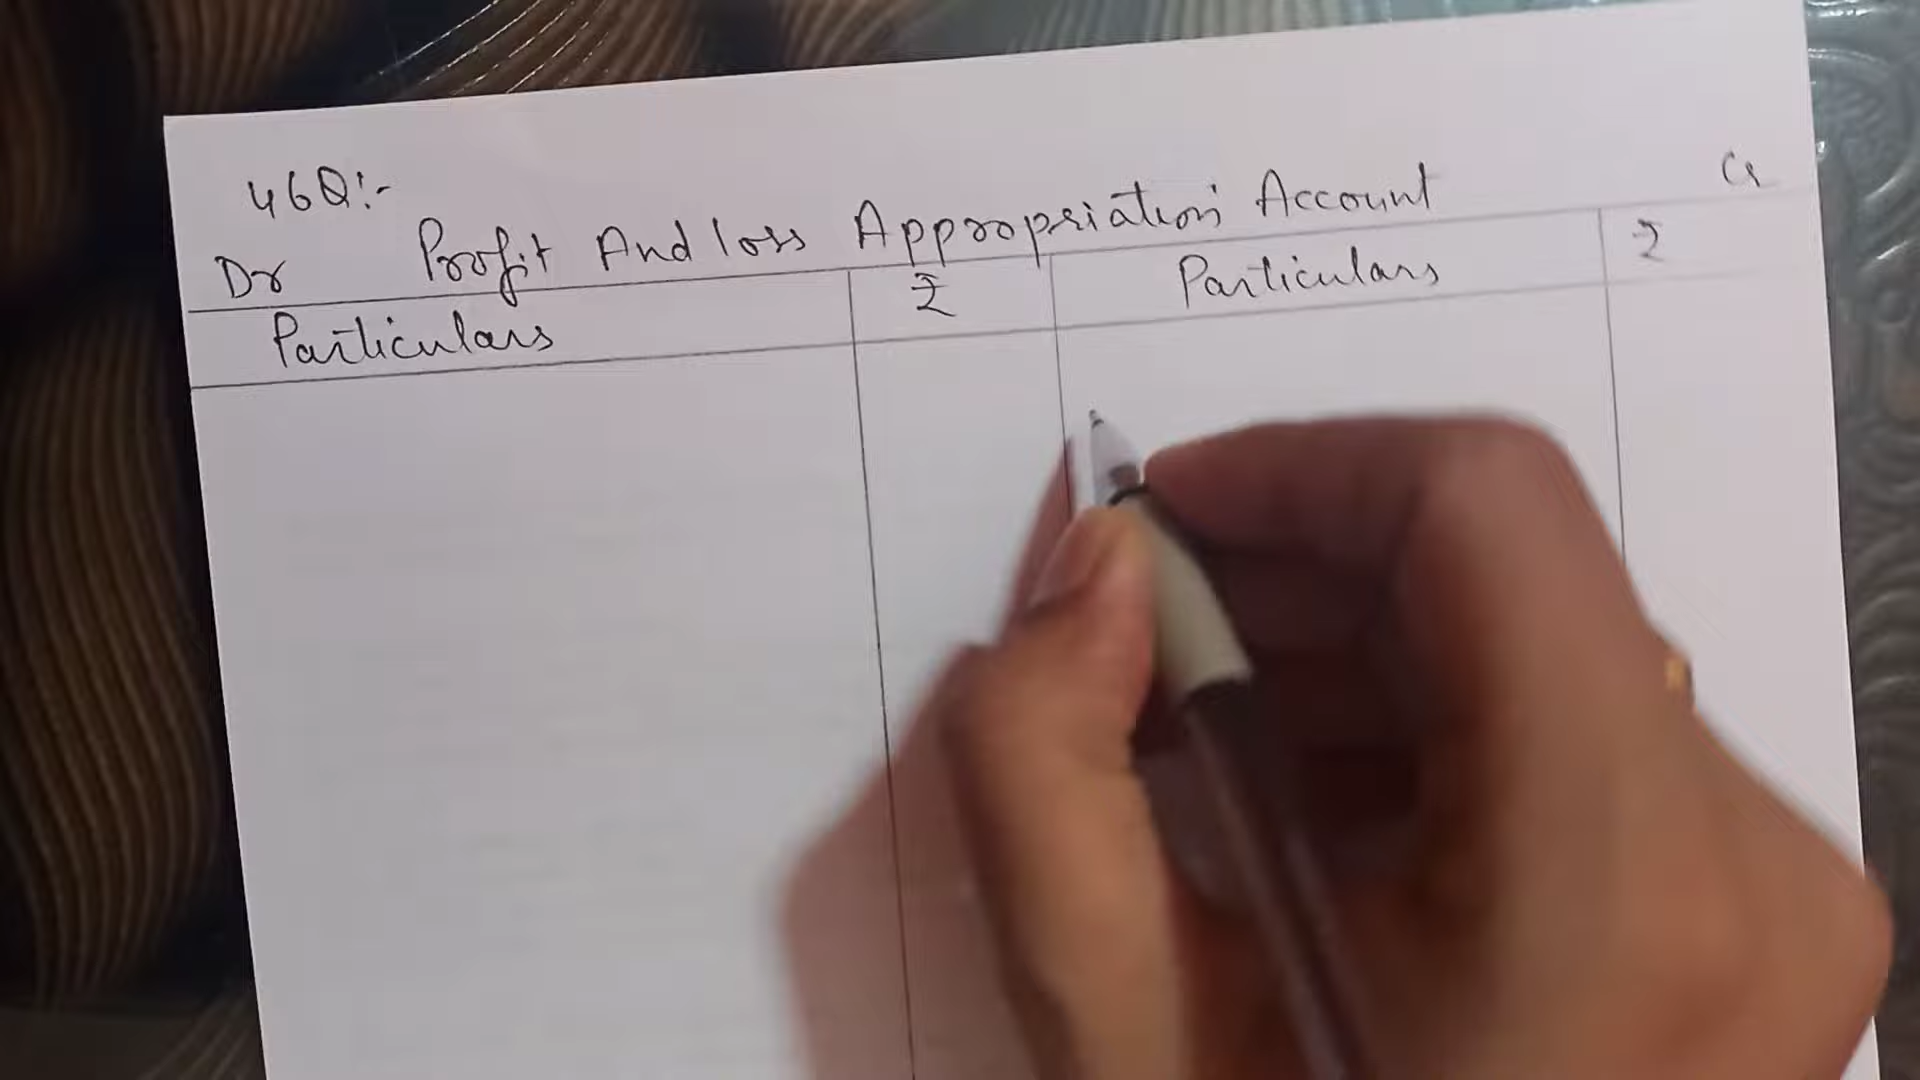 46Q:-
Dr Profit And loss Appropriation Account Cr
Particulars ₹ Particulars ₹